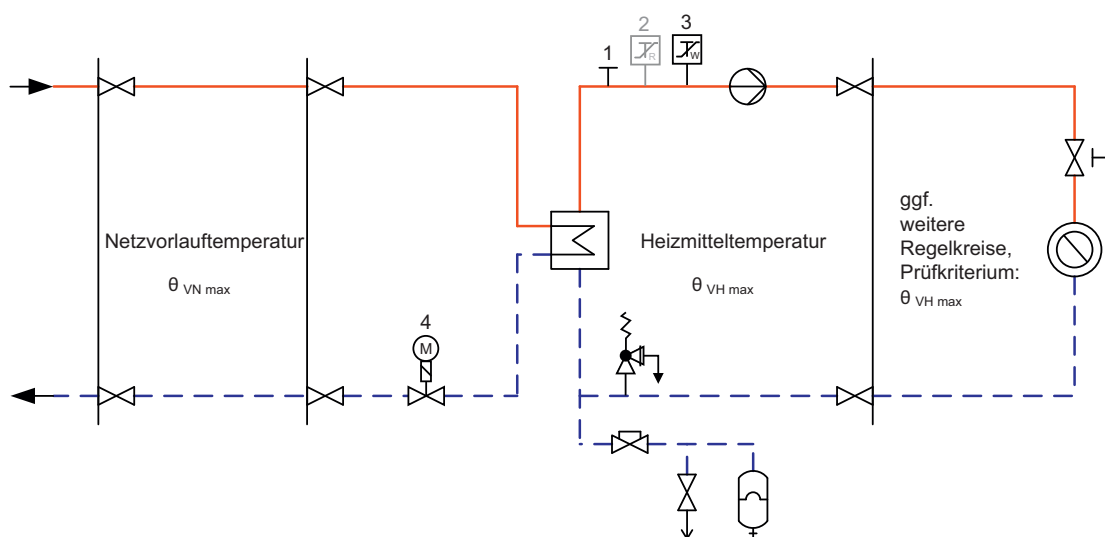 1
2
3
R
W
Netzvorlauftemperatur
θ VN max
Heizmitteltemperatur
θ VH max
ggf.
weitere
Regelkreise,
Prüfkriterium:
θ VH max
4
M